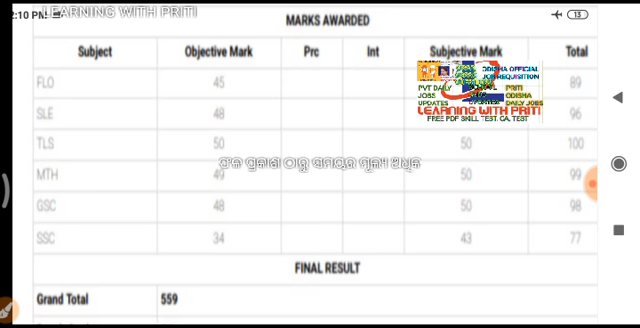 2:10 PM
LEARNING WITH PRITI
13
MARKS AWARDED
Subject Objective Mark Prc Int Subjective Mark Total
FLO 45 89
SLE 48 96
TLS 50 50 100
MTH 49 50 99
GSC 48 50 98
SSC 34 43 77
ODISHA OFFICIAL
JOB REQUISITION
PVT DAILY
JOBS
UPDATES
PRITI
ODISHA
DAILY JOBS
LEARNING WITH PRITI
FREE PDF SKILL TEST. CA. TEST
ପ୍ରକାଶ ଠାରୁ ସମୟର ମୂଲ୍ୟ ଅଧିକ
FINAL RESULT
Grand Total 559